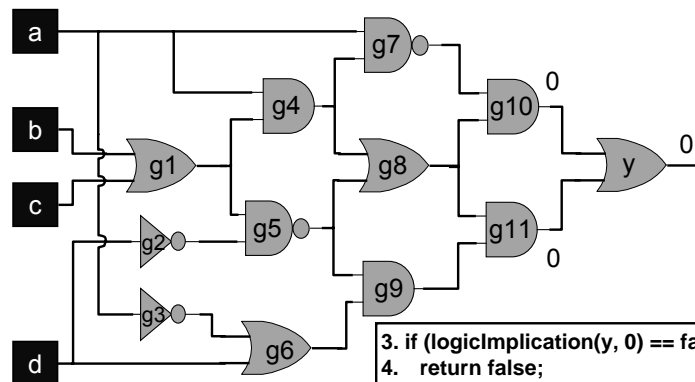 a
g7
0
g4
g10
b
0
g1
g8
y
c
g5
g11
g2
0
g9
g3
g6
d
3. if (logicImplication(y, 0) == fa
4. return false;